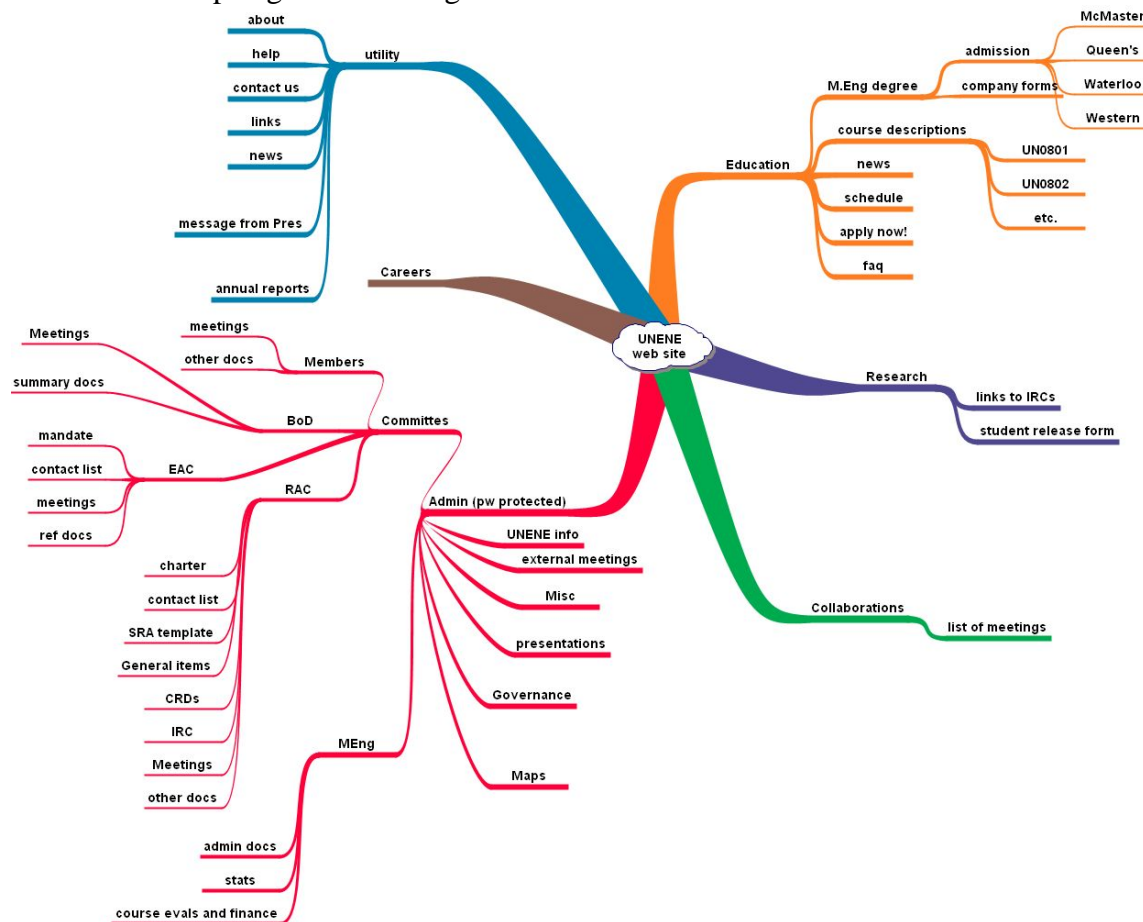 about
help
contact us
links
news
message from Pres
annual reports
utility
Careers
McMaster
Queen's
Waterloo
Western
admission
company forms
M.Eng degree
course descriptions
UN0801
UN0802
etc.
news
schedule
apply now!
faq
Education
UNENE
web site
Research
links to IRCs
student release form
Collaborations
list of meetings
Admin (pw protected)
Committes
Members
meetings
other docs
BoD
Meetings
summary docs
EAC
mandate
contact list
meetings
ref docs
RAC
charter
contact list
SRA template
General items
CRDs
IRC
Meetings
other docs
UNENE info
external meetings
Misc
presentations
Governance
Maps
MEng
admin docs
stats
course evals and finance